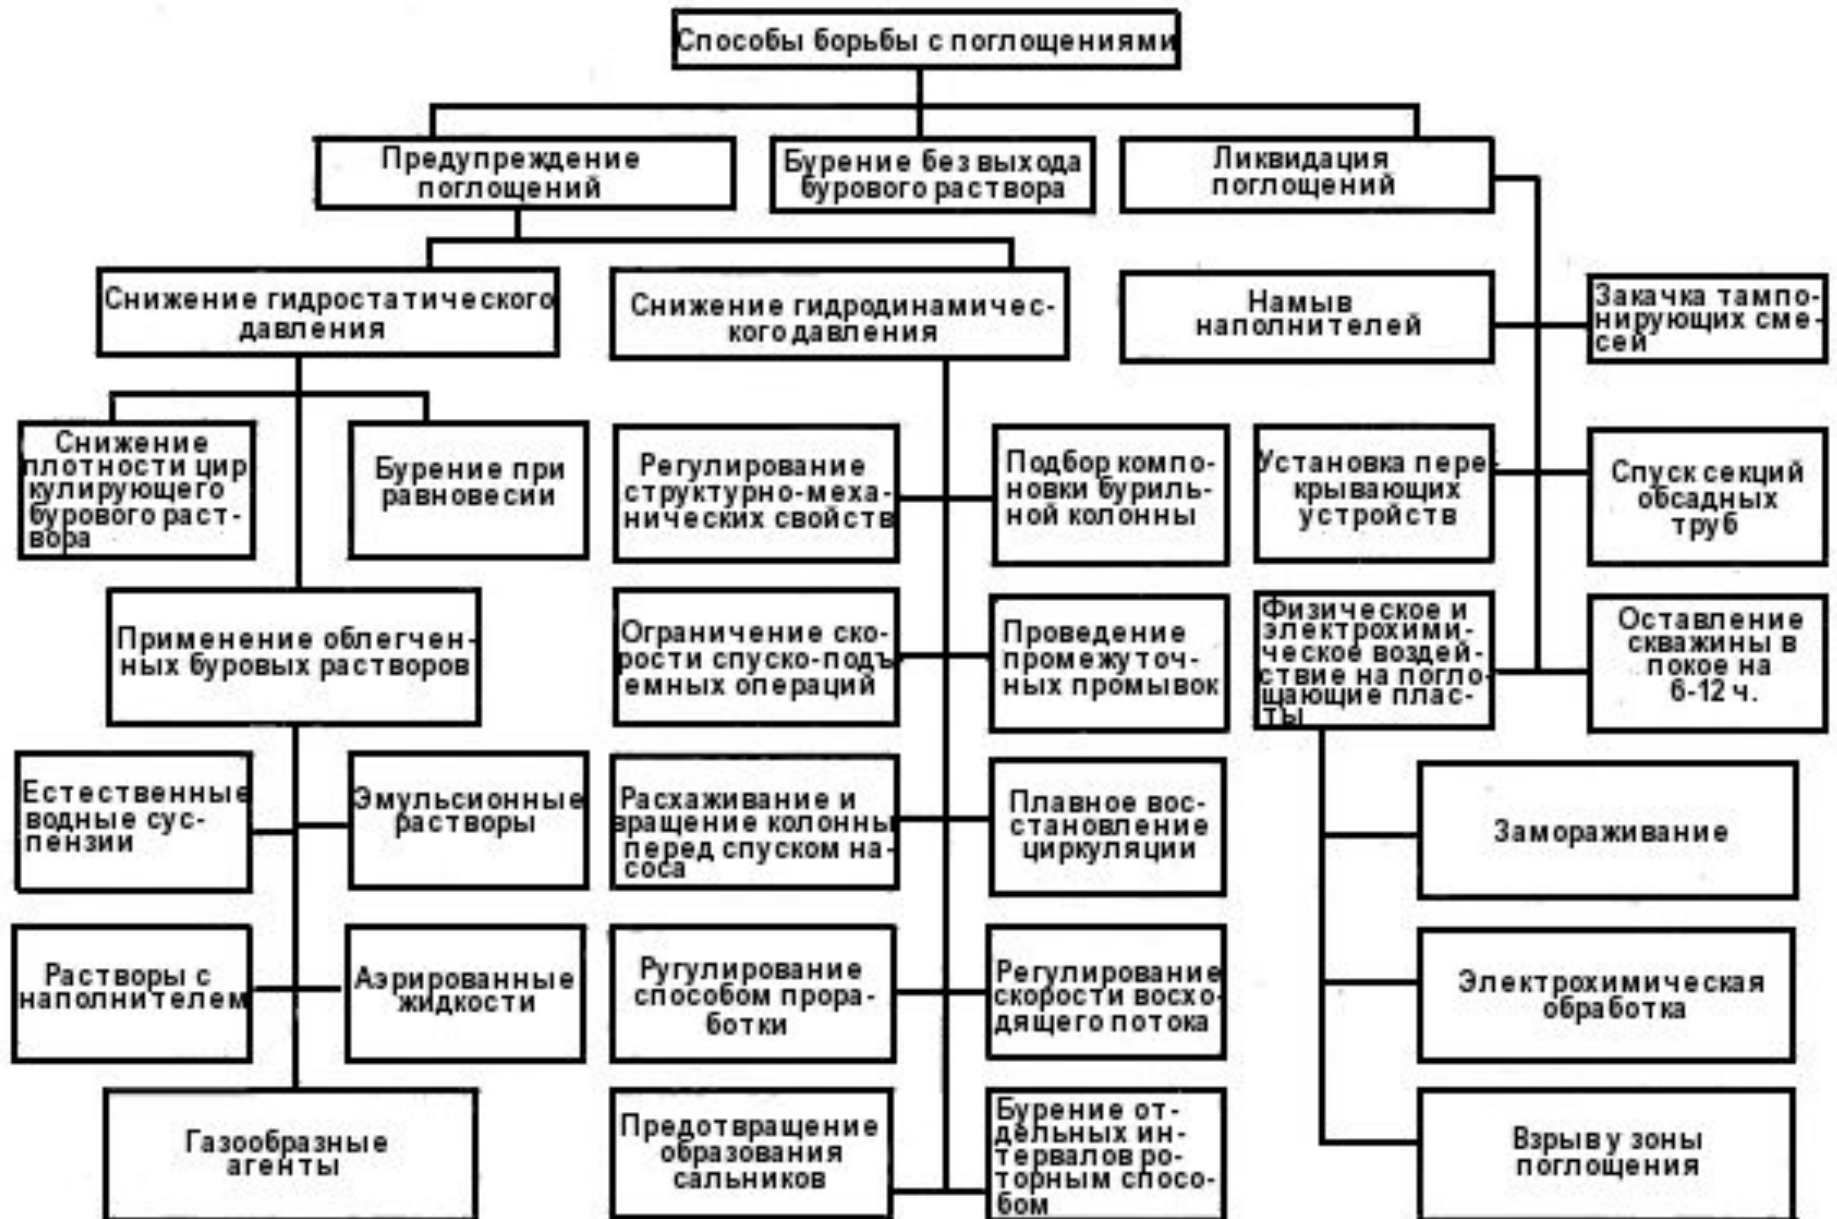 Способы борьбы с поглощениями
Предупреждение
поглощений
Бурение без выхода
бурового раствора
Ликвидация
поглощений
Снижение гидростатического
давления
Снижение гидродинамичес-
кого давления
Намыв
наполнителей
Закачка тампо-
нирующих сме-
сей
Снижение
плотности цир
кулирующего
бурового раст-
вора
Бурение при
равновесии
Регулирование
структурно-меха-
нических свойств
Подбор компо-
новки буриль-
ной колонны
Установка пере-
крывающих
устройств
Спуск секций
обсадных
труб
Применение облегчен-
ных буровых растворов
Ограничение ско-
рости спуско-подъ-
емных операций
Проведение
промежуточ-
ных промывок
Физическое и
электрохими-
ческое воздей-
ствие на погло-
щающие плас-
ты
Оставление
скважины в
покое на
6-12 ч.
Естественные
водные сус-
пензии
Эмульсионные
растворы
Расхаживание и
вращение колонны
перед спуском на-
соса
Плавное вос-
становление
циркуляции
Замораживание
Растворы с
наполнителем
Аэрированные
жидкости
Ругулирование
способом прора-
ботки
Регулирование
скорости восхо-
дящего потока
Электрохимическая
обработка
Газообразные
агенты
Предотвращение
образования
сальников
Бурение от-
дельных ин-
тервалов ро-
торным спосо-
бом
Взрыв у зоны
поглощения